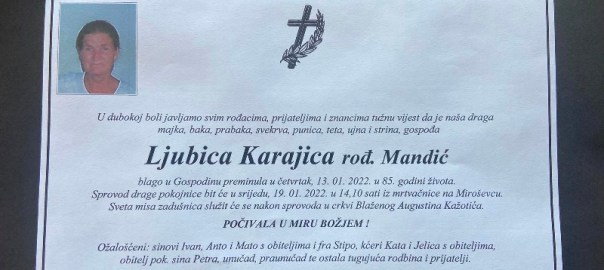 U dubokoj boli javljamo svim rođacima, prijateljima i znancima tužnu vijest da je naša draga
majka, baka, prabaka, svekrva, punica, teta, ujna i strina, gospođa
Ljubica Karajica rođ. Mandić
blago u Gospodinu preminula u četvrtak, 13. 01. 2022. u 85. godini života.
Sprovod drage pokojnice bit će u srijedu, 19. 01. 2022. u 14,10 sati iz mrtvačnice na Miroševcu.
Sveta misa zadušnica služit će se nakon sprovoda u crkvi Blaženog Augustina Kažotića.
POČIVALA U MIRU BOŽJEM !
Ožalošćeni: sinovi Ivan, Anto i Mato s obiteljima i fra Stipo, kćeri Kata i Jelica s obiteljima,
obitelj pok. sina Petra, unučad, praunučad te ostala tugujuća rodbina i prijatelji.